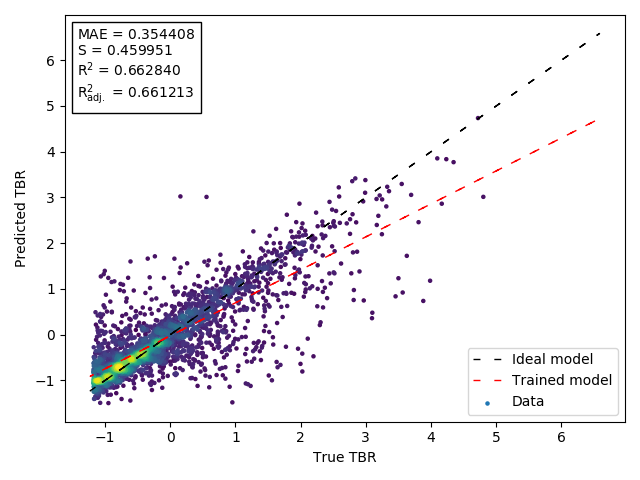 MAE = 0.354408
S = 0.459951
R² = 0.662840
R²adj. = 0.661213
6
5
4
3
2
1
0
−1
Predicted TBR
Ideal model
Trained model
Data
−1 0 1 2 3 4 5 6
True TBR